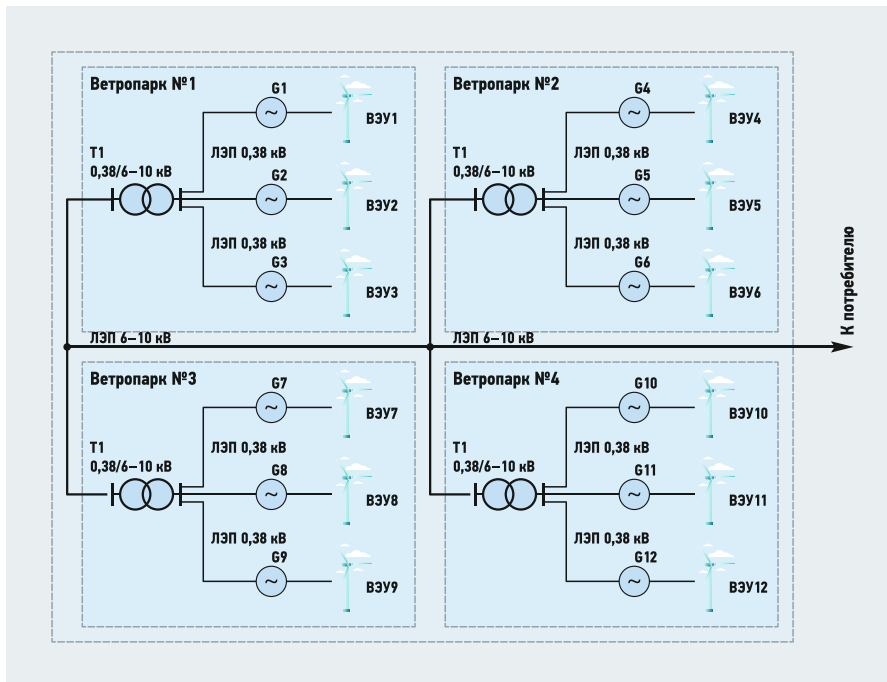 Ветропарк №1
G1
ВЭУ1
ЛЭП 0,38 кВ
Т1
0,38/6–10 кВ
G2
ВЭУ2
ЛЭП 0,38 кВ
G3
ВЭУ3
Ветропарк №2
G4
ВЭУ4
ЛЭП 0,38 кВ
Т1
0,38/6–10 кВ
G5
ВЭУ5
ЛЭП 0,38 кВ
G6
ВЭУ6
ЛЭП 6–10 кВ
ЛЭП 6–10 кВ
К потребителю
Ветропарк №3
G7
ВЭУ7
ЛЭП 0,38 кВ
Т1
0,38/6–10 кВ
G8
ВЭУ8
ЛЭП 0,38 кВ
G9
ВЭУ9
Ветропарк №4
G10
ВЭУ10
ЛЭП 0,38 кВ
Т1
0,38/6–10 кВ
G11
ВЭУ11
ЛЭП 0,38 кВ
G12
ВЭУ12